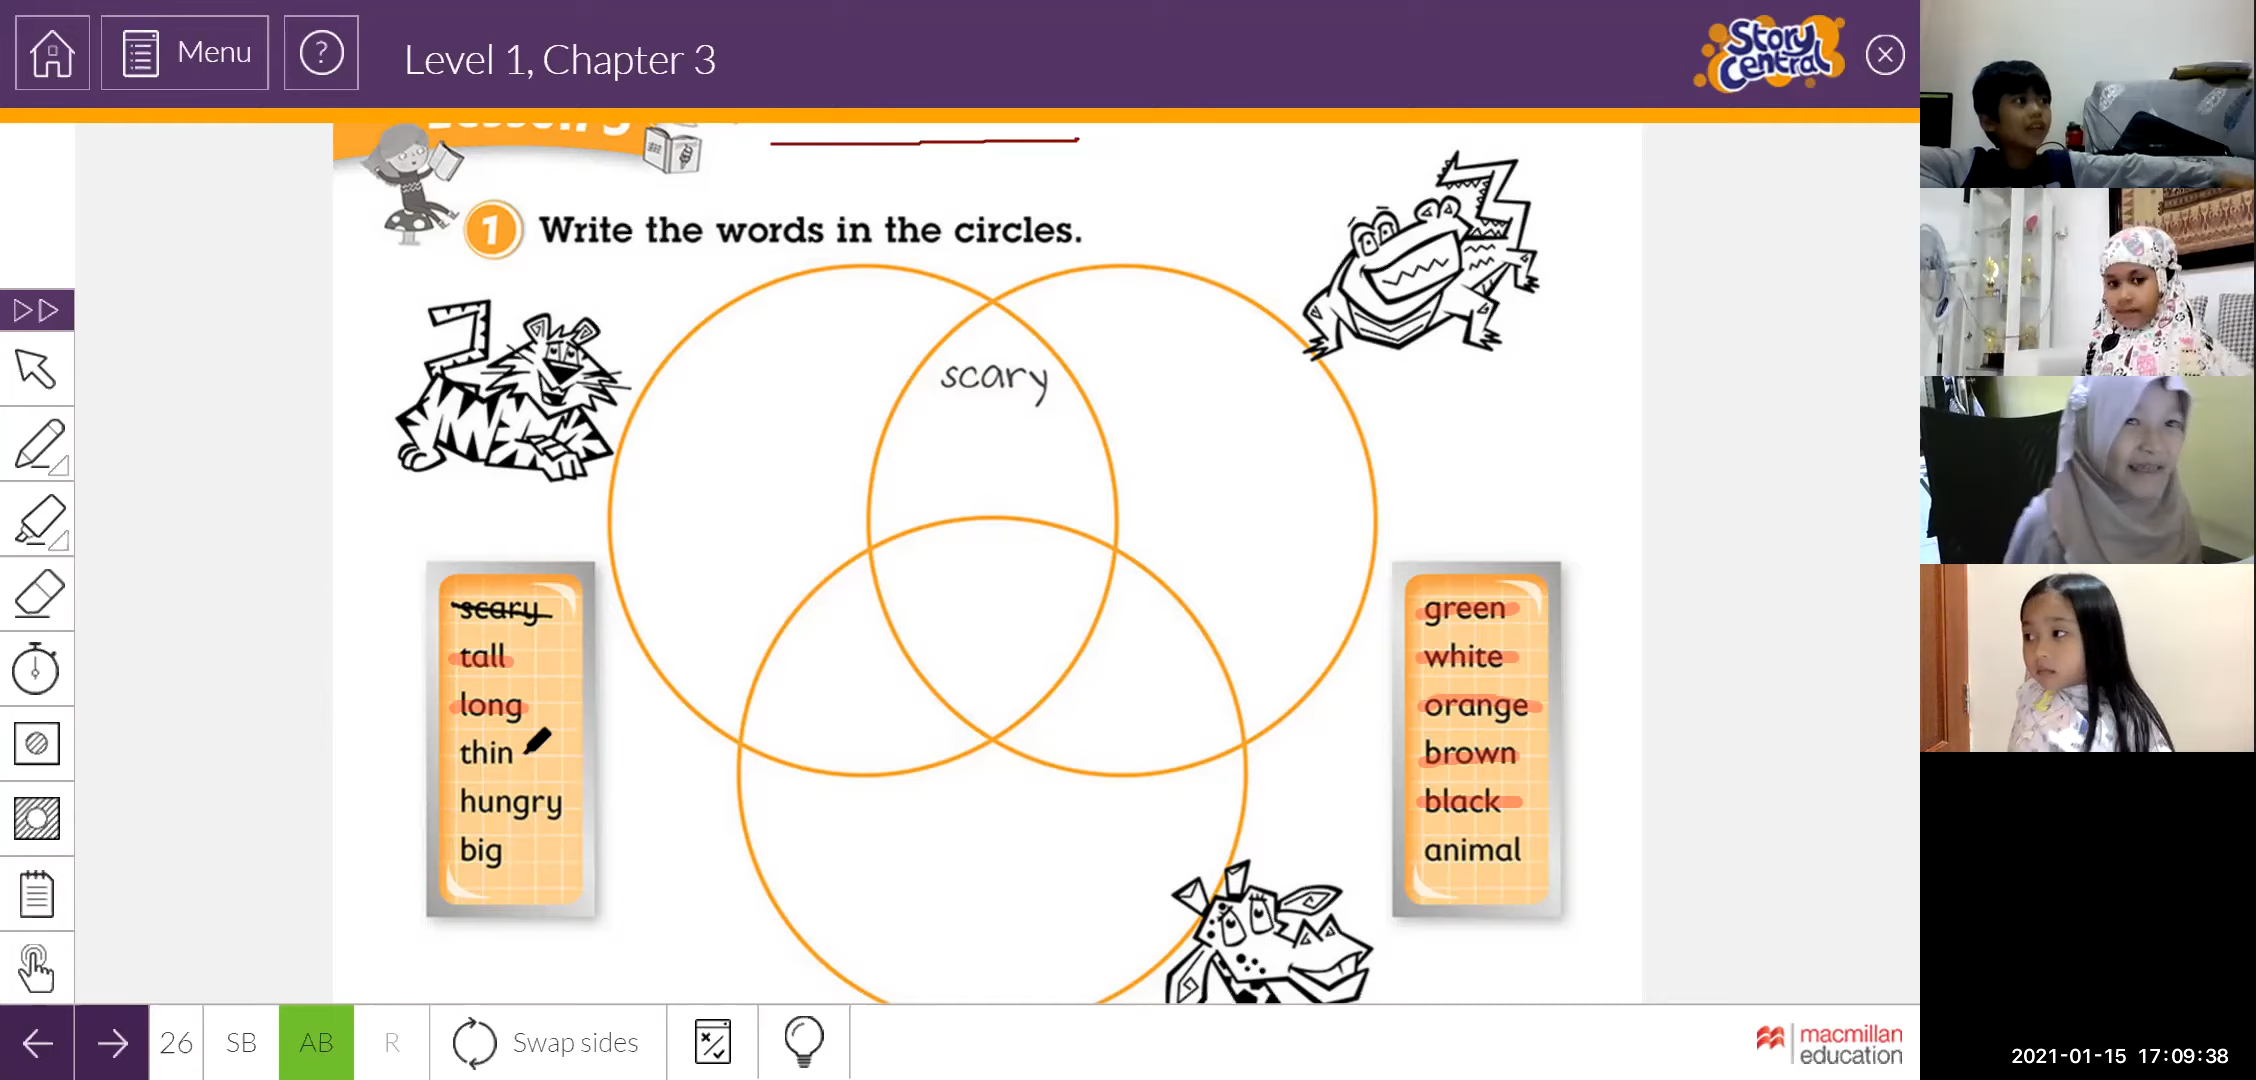 Menu
?
Level 1, Chapter 3
Story Central
1 Write the words in the circles.
scary
scary
tall
long
thin
hungry
big
green
white
orange
brown
black
animal
26
SB
AB
R
Swap sides
macmillan
education
2021-01-15 17:09:38